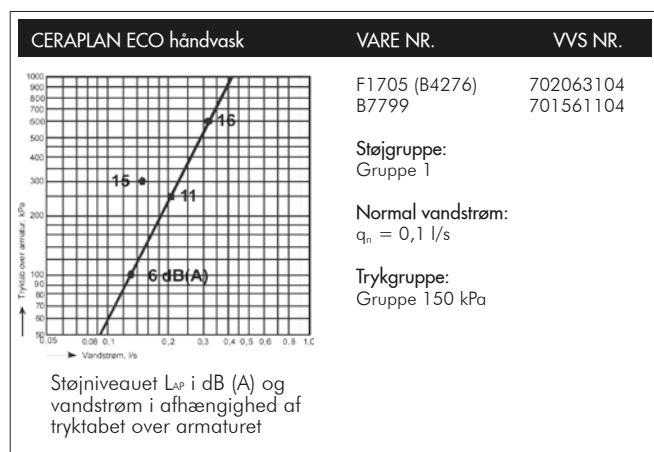 CERAPLAN ECO håndvask VARE NR. VVS NR.
F1705 (B4276) 702063104
B7799 701561104
Støjgruppe:
Gruppe 1
Normal vandstrøm:
qn = 0,1 l/s
Trykgruppe:
Gruppe 150 kPa
Tryktab over armatur, kPa
1000
900
800
700
600
500
400
300
200
100
90
80
70
60
50
16
15
11
6 dB(A)
0.05 0,08 0,1 0,2 0,3 0,4 0,5 0,6 0,8 1,0
Vandstrøm, l/s
Støjniveauet LAP i dB (A) og
vandstrøm i afhængighed af
tryktabet over armaturet